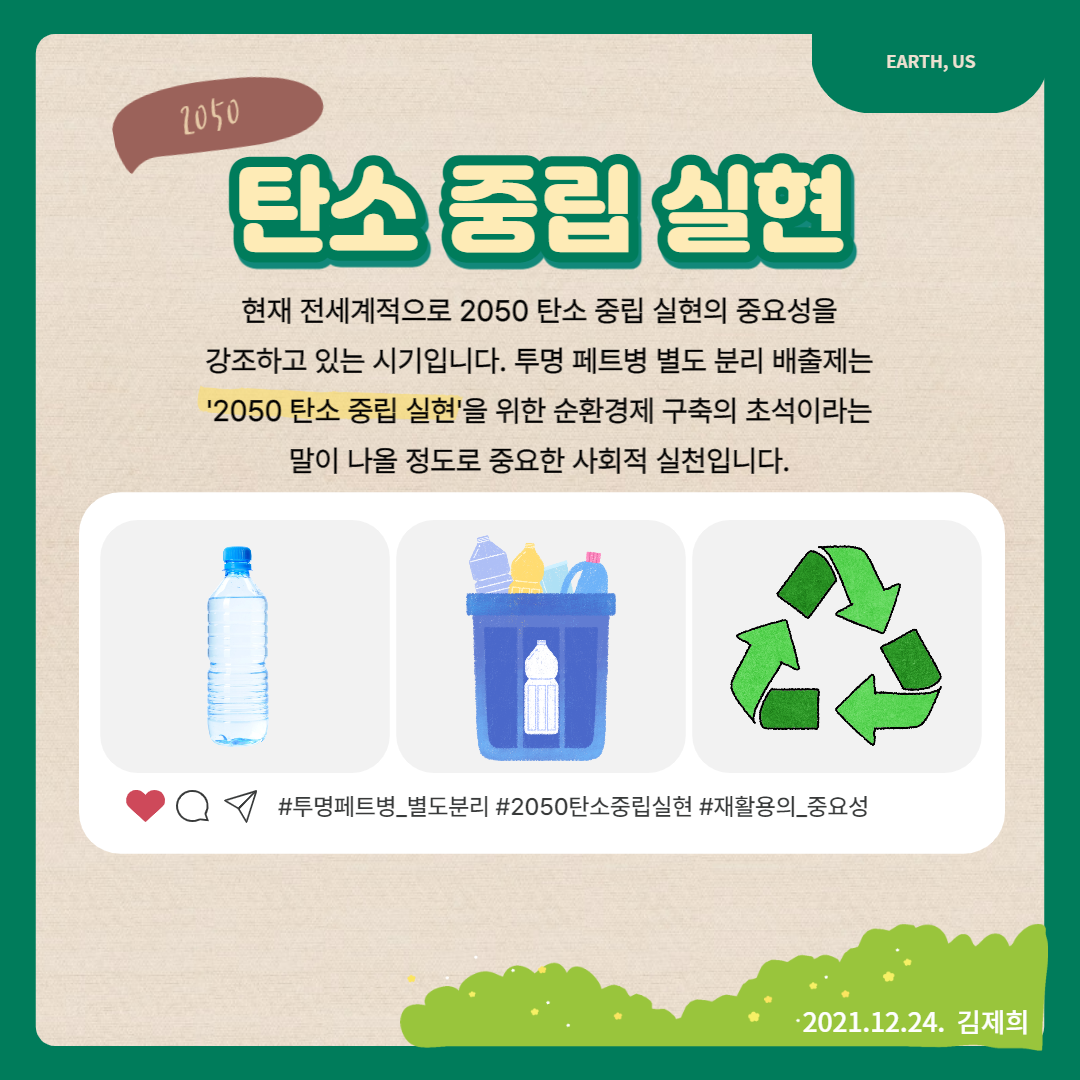 EARTH, US
2050
탄소 중립 실현
현재 전세계적으로 2050 탄소 중립 실현의 중요성을
강조하고 있는 시기입니다. 투명 페트병 별도 분리 배출제는
'2050 탄소 중립 실현'을 위한 순환경제 구축의 초석이라는
말이 나올 정도로 중요한 사회적 실천입니다.
#투명페트병_별도분리 #2050탄소중립실현 #재활용의_중요성
2021.12.24. 김제희